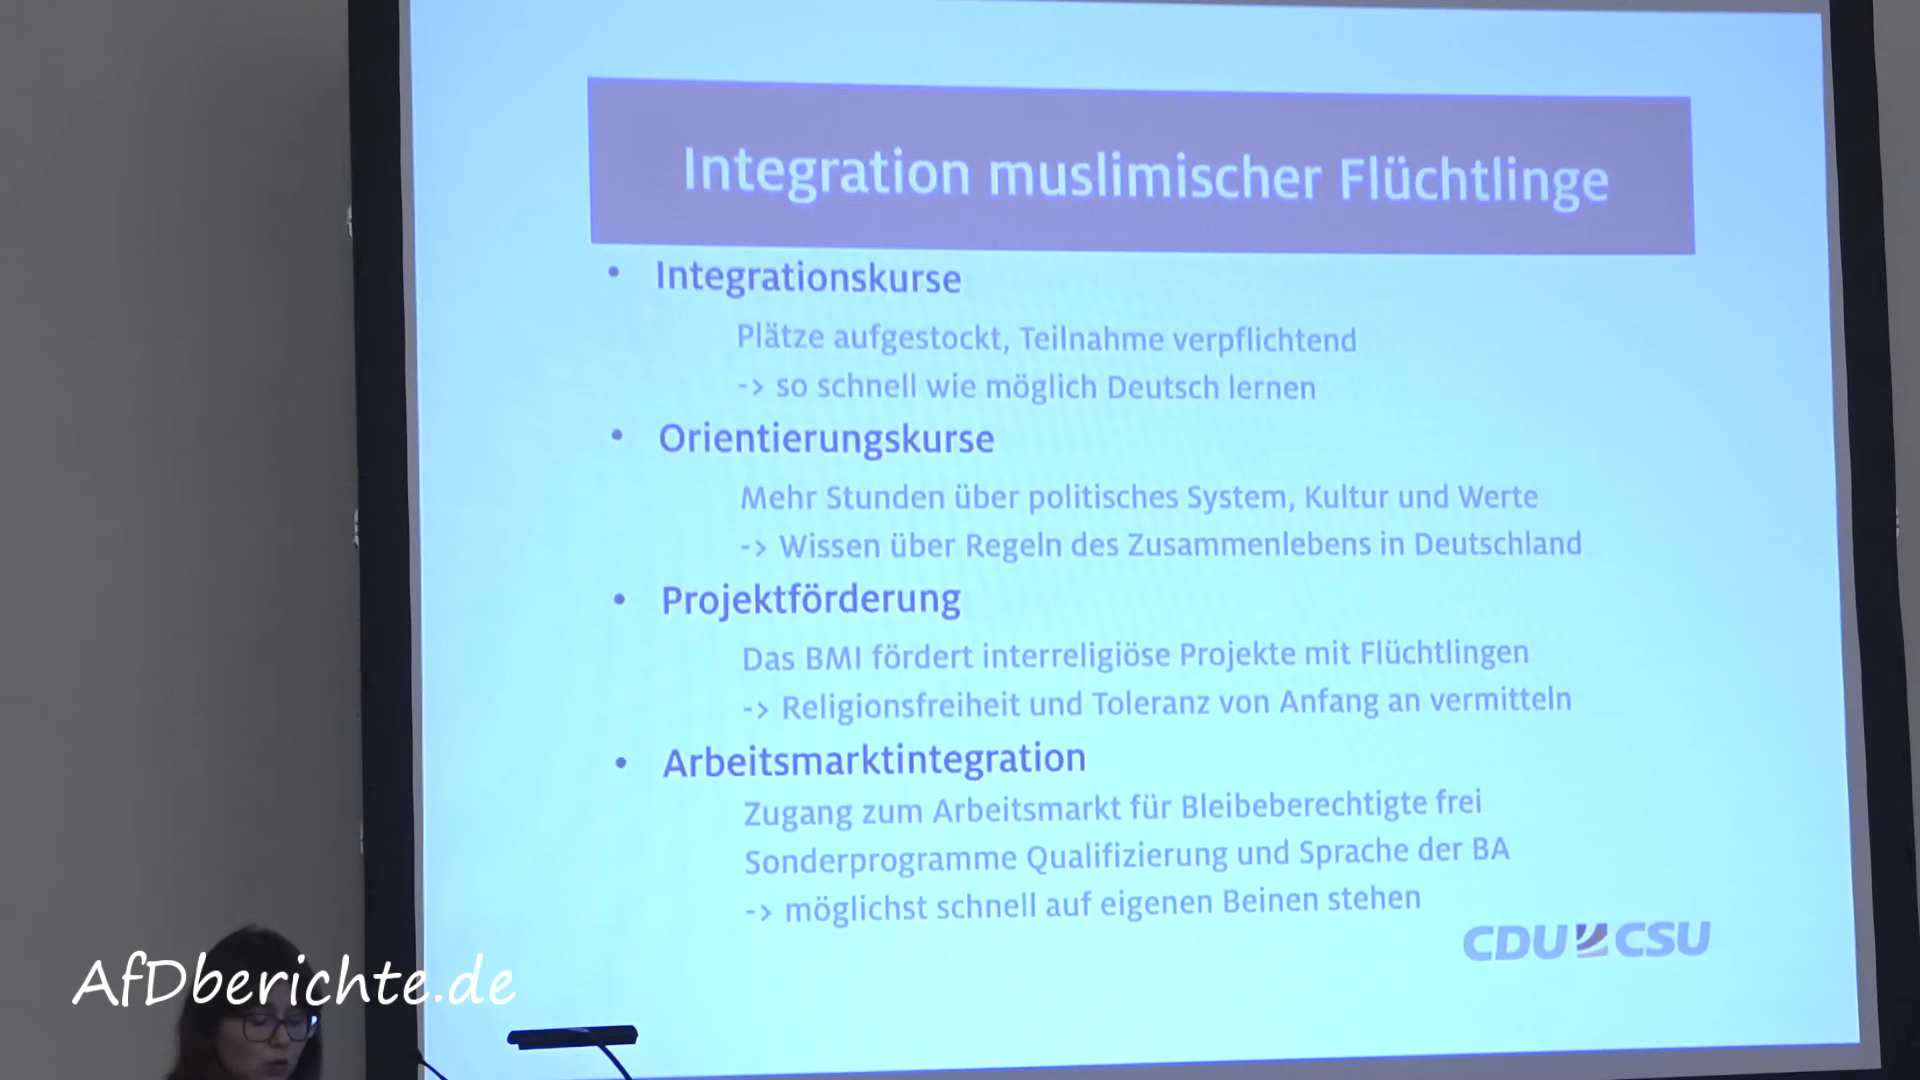 Integration muslimischer Flüchtlinge
• Integrationskurse
Plätze aufgestockt, Teilnahme verpflichtend
-> so schnell wie möglich Deutsch lernen
• Orientierungskurse
Mehr Stunden über politisches System, Kultur und Werte
-> Wissen über Regeln des Zusammenlebens in Deutschland
• Projektförderung
Das BMI fördert interreligiöse Projekte mit Flüchtlingen
-> Religionsfreiheit und Toleranz von Anfang an vermitteln
• Arbeitsmarktintegration
Zugang zum Arbeitsmarkt für Bleibeberechtigte frei
Sonderprogramme Qualifizierung und Sprache der BA
-> möglichst schnell auf eigenen Beinen stehen
CDU CSU
AfDberichte.de